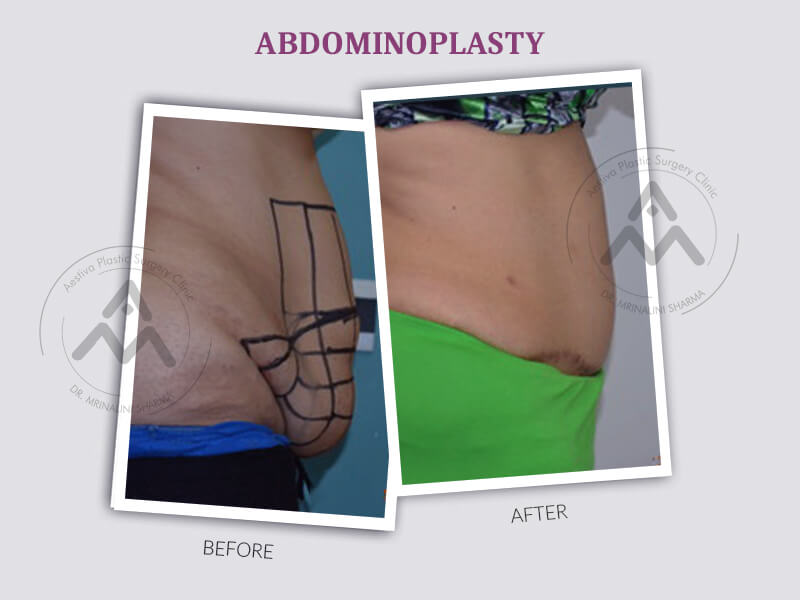 ABDOMINOPLASTY
Aestiva Plastic Surgery Clinic
DR. MRINALINI SHARMA
Aestiva Plastic Surgery Clinic
DR. MRINALINI SHARMA
BEFORE
AFTER